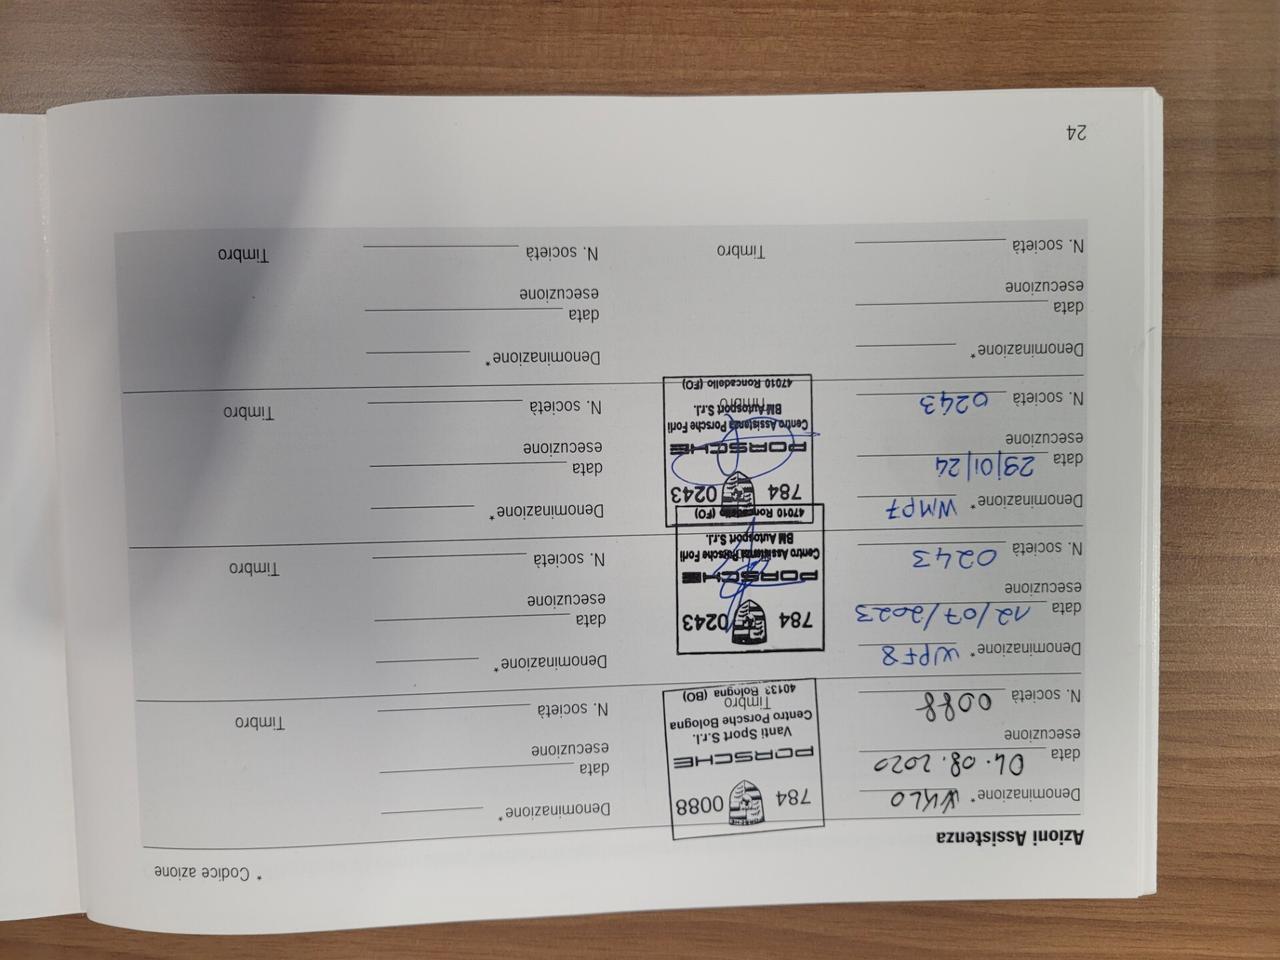 Azioni Assistenza
* Codice azione
Denominazione* WKL0
data 04.08.2020
esecuzione
N. società 0088
784 0088
PORSCHE
Vanti Sport S.r.l.
Centro Porsche Bologna
Timbro
40133 Bologna (BO)
Denominazione*
data
esecuzione
N. società
Timbro
Denominazione* WPF8
data 12/07/2023
esecuzione
N. società 0243
784 0243
PORSCHE
Centro Assistenza Porsche Forlì
BM Autosport S.r.l.
47010 Roncadello (FO)
Denominazione*
data
esecuzione
N. società
Timbro
Denominazione* WMP7
data 29/01/24
esecuzione
N. società 0243
784 0243
PORSCHE
Centro Assistenza Porsche Forlì
BM Autosport S.r.l.
Timbro
47010 Roncadello (FO)
Denominazione*
data
esecuzione
N. società
Timbro
Denominazione*
data
esecuzione
N. società
Timbro
Denominazione*
data
esecuzione
N. società
Timbro
24